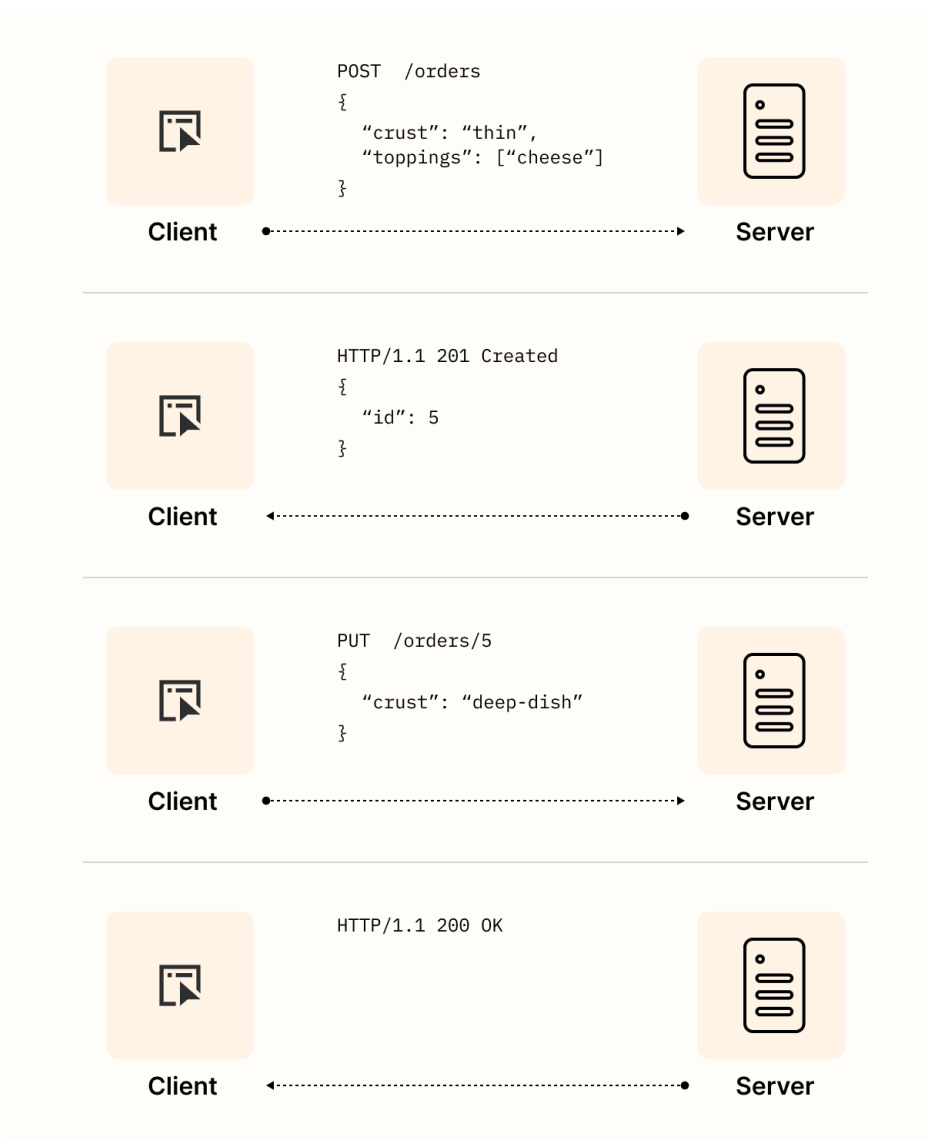 POST  /orders
{
“crust”: “thin”,
“toppings”: [“cheese”]
}
Client
Server
HTTP/1.1 201 Created
{
“id”: 5
}
Client
Server
PUT  /orders/5
{
“crust”: “deep-dish”
}
Client
Server
HTTP/1.1 200 OK
Client
Server